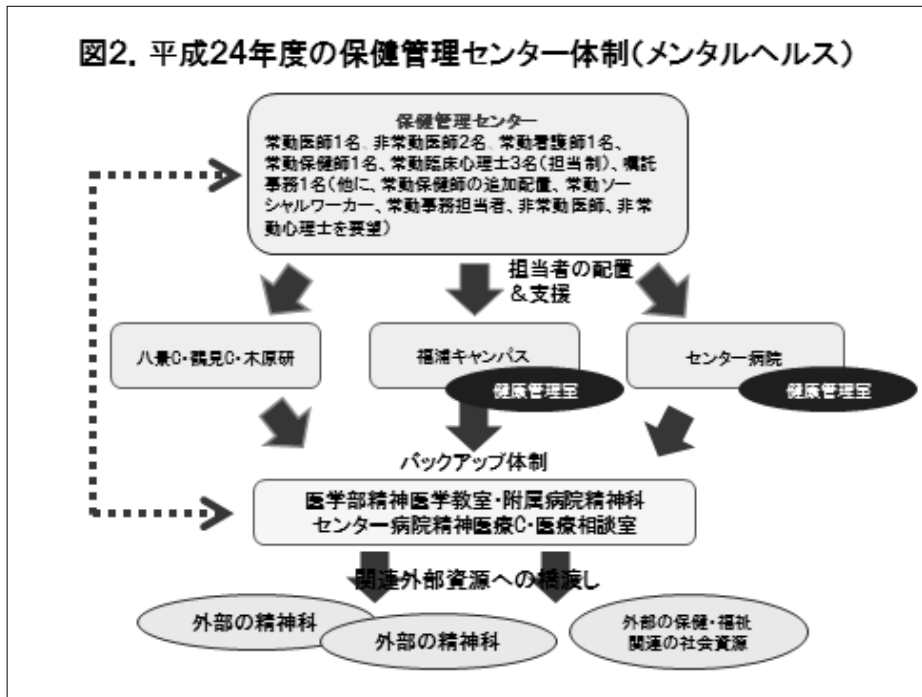 図2. 平成24年度の保健管理センター体制(メンタルヘルス)
保健管理センター
常勤医師1名、非常勤医師2名、常勤看護師1名、
常勤保健師1名、常勤臨床心理士3名(担当制)、嘱託
事務1名(他に、常勤保健師の追加配置、常勤ソー
シャルワーカー、常勤事務担当者、非常勤医師、非常
勤心理士を要望)
担当者の配置
&支援
八景C・鶴見C・木原研
福浦キャンパス
センター病院
健康管理室
健康管理室
バックアップ体制
医学部精神医学教室・附属病院精神科
センター病院精神医療C・医療相談室
関連外部資源への橋渡し
外部の精神科
外部の精神科
外部の保健・福祉
関連の社会資源